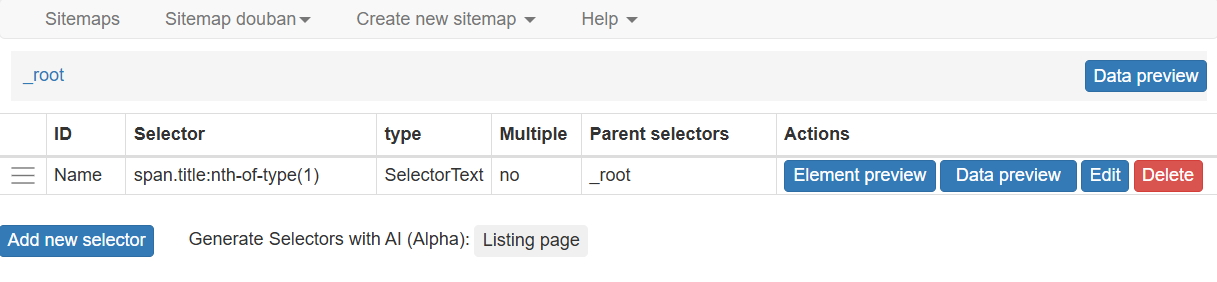 Sitemaps Sitemap douban Create new sitemap Help
_root Data preview
ID Selector type Multiple Parent selectors Actions
Name span.title:nth-of-type(1) SelectorText no _root Element preview Data preview Edit Delete
Add new selector Generate Selectors with AI (Alpha): Listing page